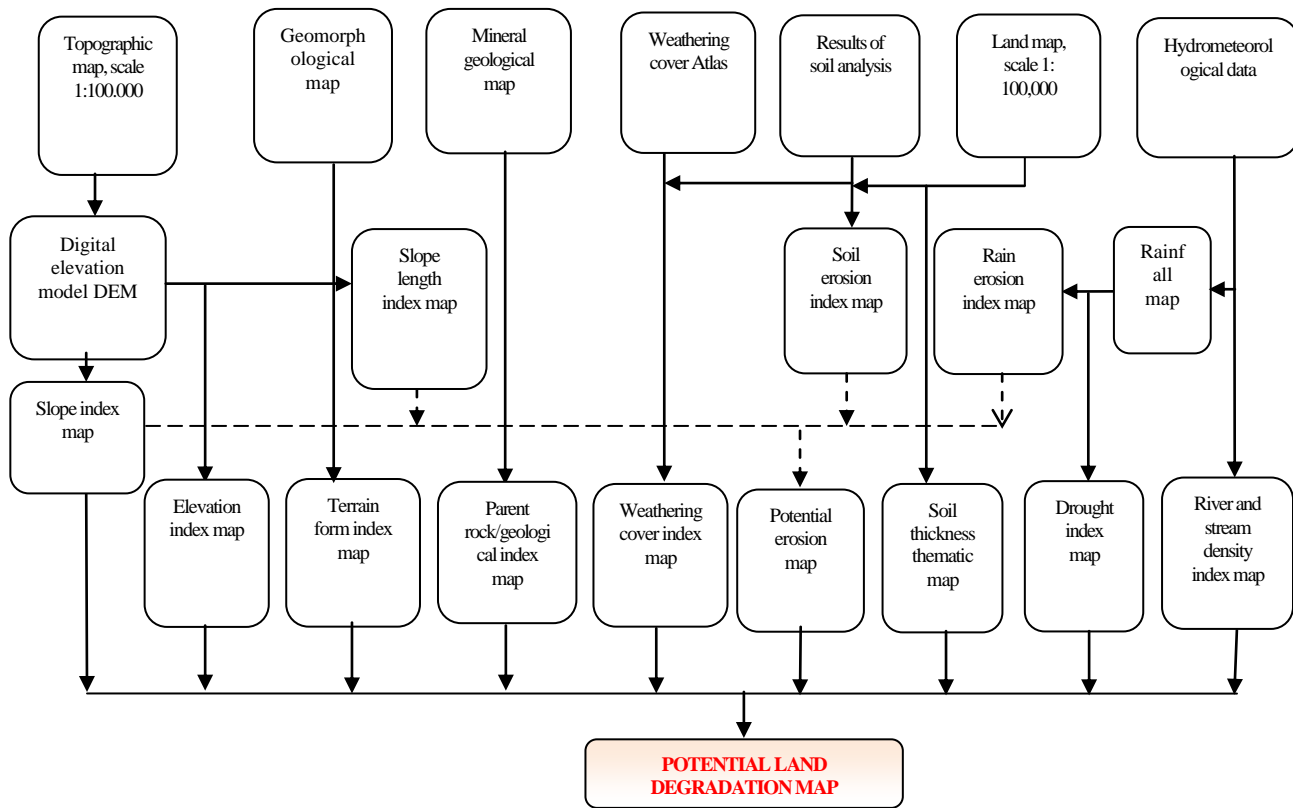 Topographic
map, scale
1:100.000
Geomorph
ological
map
Mineral
geological
map
Weathering
cover Atlas
Results of
soil analysis
Land map,
scale 1:
100,000
Hydrometeorol
ogical data
Digital
elevation
model DEM
Slope
length
index map
Soil
erosion
index map
Rain
erosion
index map
Rainf
all
map
Slope index
map
Elevation
index map
Terrain
form index
map
Parent
rock/geologi
cal index
map
Weathering
cover index
map
Potential
erosion
map
Soil
thickness
thematic
map
Drought
index
map
River and
stream
density
index map
POTENTIAL LAND
DEGRADATION MAP